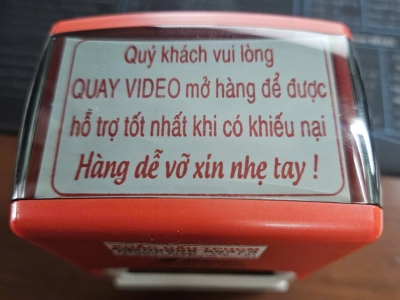 Quý khách vui lòng
QUAY VIDEO mở hàng để được
hỗ trợ tốt nhất khi có khiếu nại
Hàng dễ vỡ xin nhẹ tay !